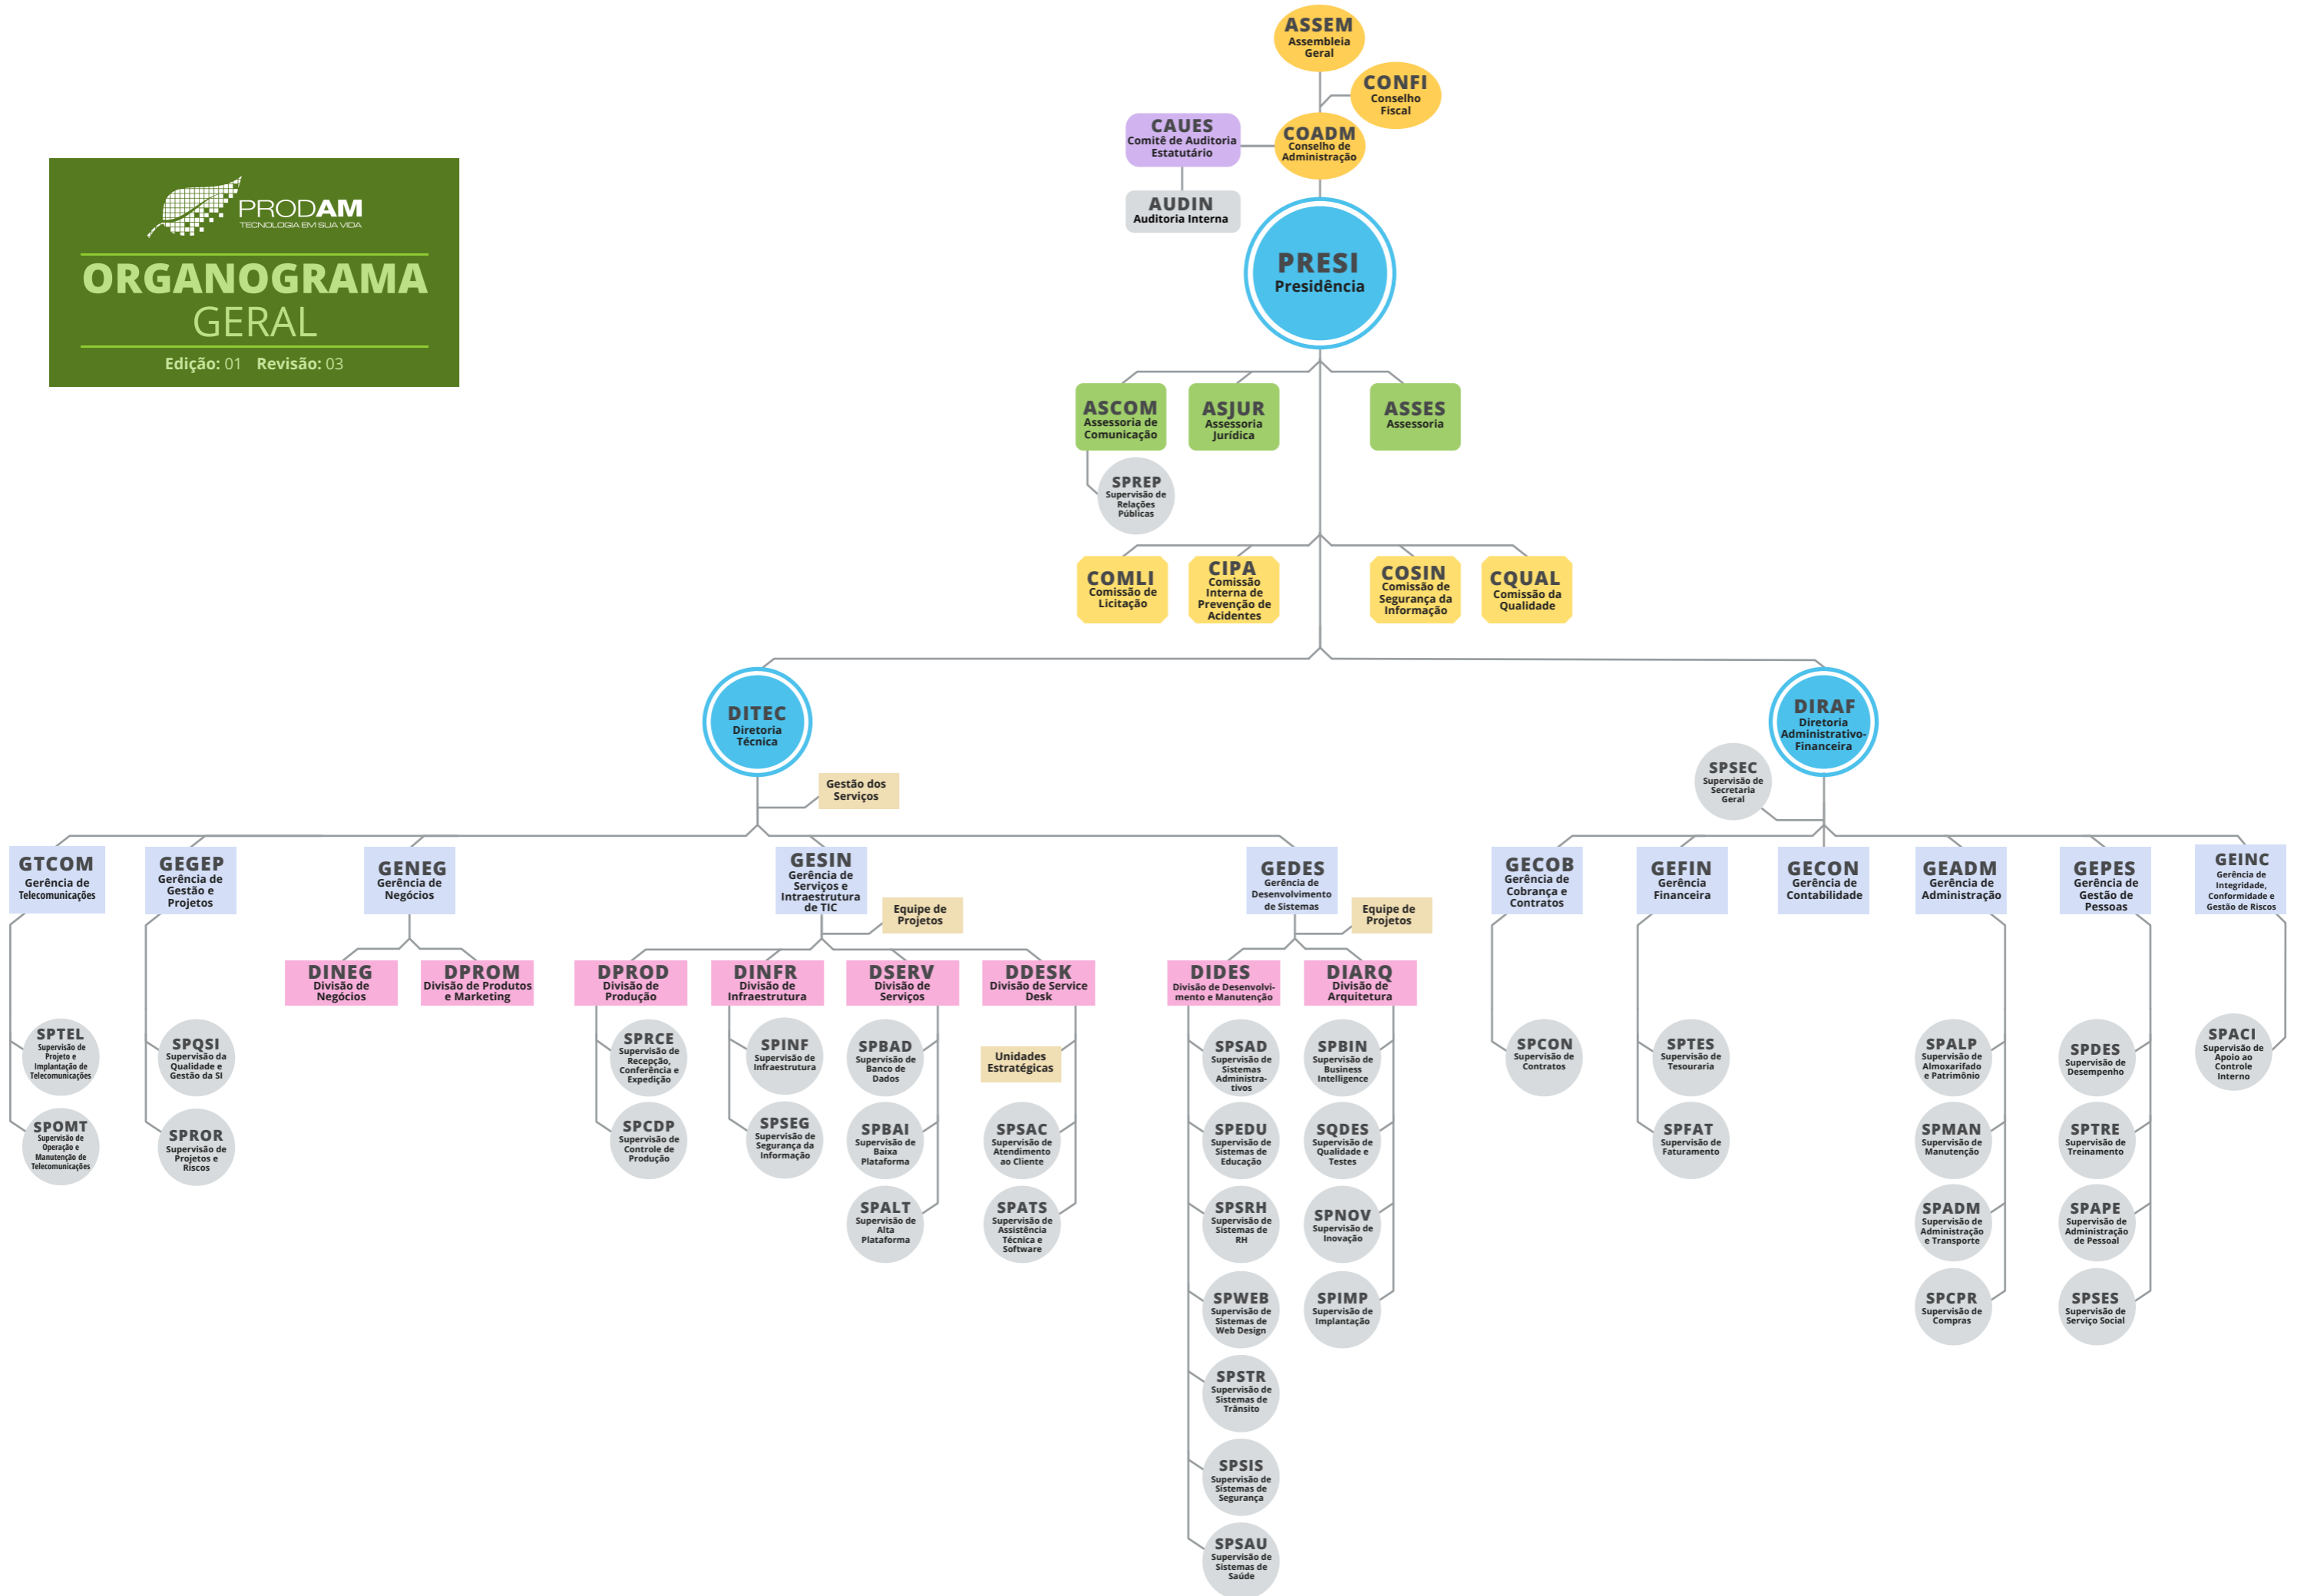 ASSEM
Assembleia
Geral
CONFI
Conselho
Fiscal
CAUES
Comitê de Auditoria
Estatutário
COADM
Conselho de
Administração
AUDIN
Auditoria Interna
PRODAM
TECNOLOGIA EM SUA VIDA
ORGANOGRAMA
GERAL
Edição: 01 Revisão: 03
PRESI
Presidência
ASCOM
Assessoria de
Comunicação
ASJUR
Assessoria
Jurídica
ASSES
Assessoria
SPREP
Supervisão de
Relações
Públicas
COMLI
Comissão de
Licitação
CIPA
Comissão
Interna de
Prevenção de
Acidentes
COSIN
Comissão de
Segurança da
Informação
CQUAL
Comissão da
Qualidade
DITEC
Diretoria
Técnica
DIRAF
Diretoria
Administrativo-
Financeira
Gestão dos
Serviços
SPSEC
Supervisão de
Secretaria
Geral
GTCOM
Gerência de
Telecomunicações
GEGEP
Gerência de
Gestão e
Projetos
GENEG
Gerência de
Negócios
GESIN
Gerência de
Serviços e
Intraestrutura
de TIC
GEDES
Gerência de
Desenvolvimento
de Sistemas
GECOB
Gerência de
Cobrança e
Contratos
GEFIN
Gerência
Financeira
GECON
Gerência de
Contabilidade
GEADM
Gerência de
Administração
GEPES
Gerência de
Gestão de
Pessoas
GEINC
Gerência de
Integridade,
Conformidade e
Gestão de Riscos
Equipe de
Projetos
Equipe de
Projetos
DINEG
Divisão de
Negócios
DPROM
Divisão de Produtos
e Marketing
DPROD
Divisão de
Produção
DINFR
Divisão de
Infraestrutura
DSERV
Divisão de
Serviços
DDESK
Divisão de Service
Desk
DIDES
Divisão de Desenvolvi-
mento e Manutenção
DIARQ
Divisão de
Arquitetura
SPTEL
Supervisão de
Projeto e
Implantação de
Telecomunicações
SPOMT
Supervisão de
Operação e
Manutenção de
Telecomunicações
SPQSI
Supervisão da
Qualidade e
Gestão da SI
SPROR
Supervisão de
Projetos e
Riscos
SPRCE
Supervisão de
Recepção,
Conferência e
Expedição
SPCDP
Supervisão de
Controle de
Produção
SPINF
Supervisão de
Infraestrutura
SPSEG
Supervisão de
Segurança da
Informação
SPBAD
Supervisão de
Banco de
Dados
SPBAI
Supervisão de
Baixa
Plataforma
SPALT
Supervisão de
Alta
Plataforma
Unidades
Estratégicas
SPSAC
Supervisão de
Atendimento
ao Cliente
SPATS
Supervisão de
Assistência
Técnica e
Software
SPSAD
Supervisão de
Sistemas
Administra-
tivos
SPEDU
Supervisão de
Sistemas de
Educação
SPSRH
Supervisão de
Sistemas de
RH
SPWEB
Supervisão de
Sistemas de
Web Design
SPSTR
Supervisão de
Sistemas de
Trânsito
SPSIS
Supervisão de
Sistemas de
Segurança
SPSAU
Supervisão de
Sistemas de
Saúde
SPBIN
Supervisão de
Business
Intelligence
SQDES
Supervisão de
Qualidade e
Testes
SPNOV
Supervisão de
Inovação
SPIMP
Supervisão de
Implantação
SPCON
Supervisão de
Contratos
SPTES
Supervisão de
Tesouraria
SPFAT
Supervisão de
Faturamento
SPALP
Supervisão de
Almoxarifado
e Patrimônio
SPMAN
Supervisão de
Manutenção
SPADM
Supervisão de
Administração
e Transporte
SPCPR
Supervisão de
Compras
SPDES
Supervisão de
Desempenho
SPTRE
Supervisão de
Treinamento
SPAPE
Supervisão de
Administração
de Pessoal
SPSES
Supervisão de
Serviço Social
SPACI
Supervisão de
Apoio ao
Controle
Interno